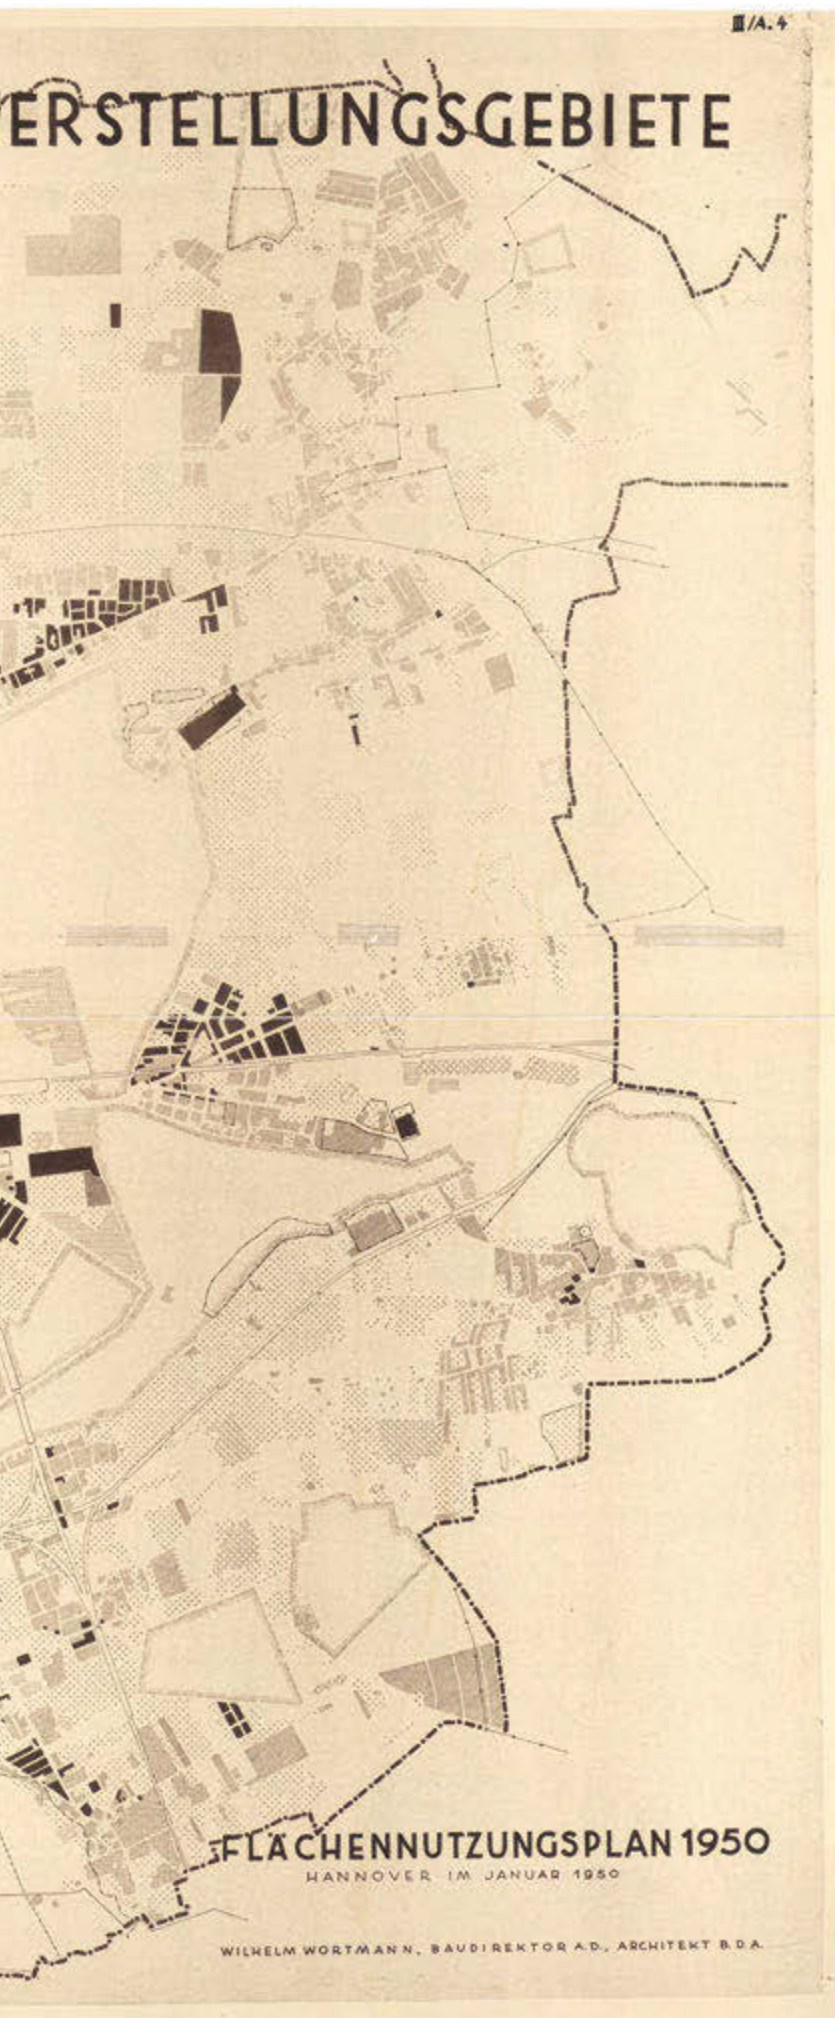 III/A.4
ERSTELLUNGSGEBIETE
FLÄCHENNUTZUNGSPLAN 1950
HANNOVER IM JANUAR 1950
WILHELM WORTMANN, BAUDIREKTOR A.D., ARCHITEKT B.D.A.